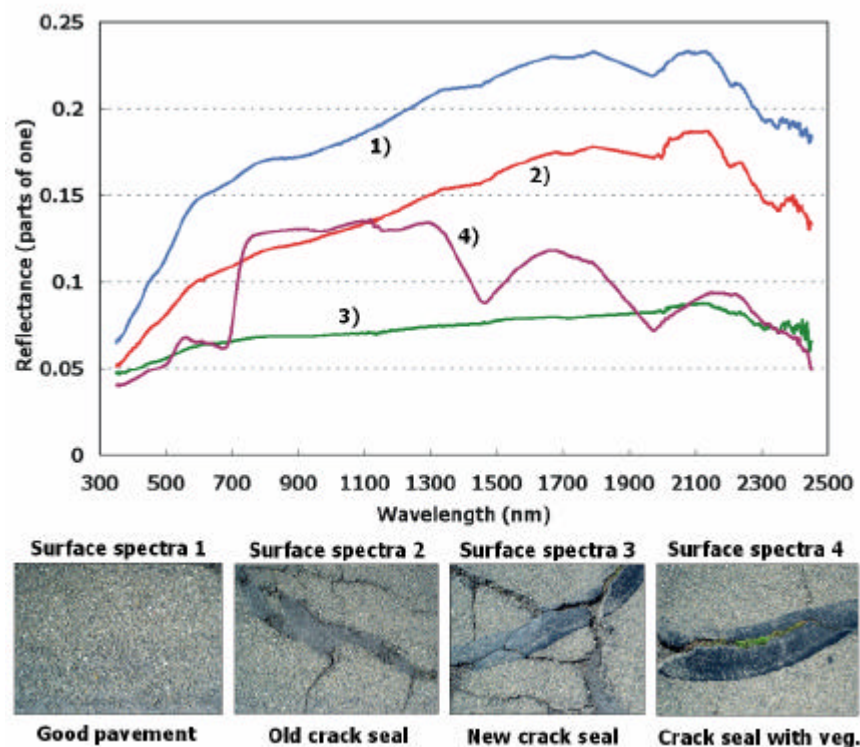 0.25
0.2
0.15
0.1
0.05
0
Reflectance (parts of one)
1)
2)
4)
3)
300 500 700 900 1100 1300 1500 1700 1900 2100 2300 2500
Wavelength (nm)
Surface spectra 1 Surface spectra 2 Surface spectra 3 Surface spectra 4
Good pavement Old crack seal New crack seal Crack seal with veg.